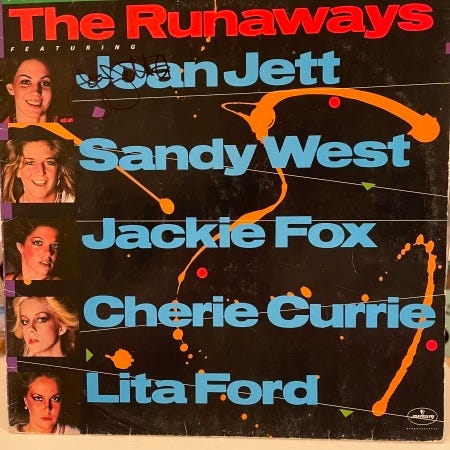 The Runaways
FEATURING
Joan Jett
Sandy West
Jackie Fox
Cherie Currie
Lita Ford